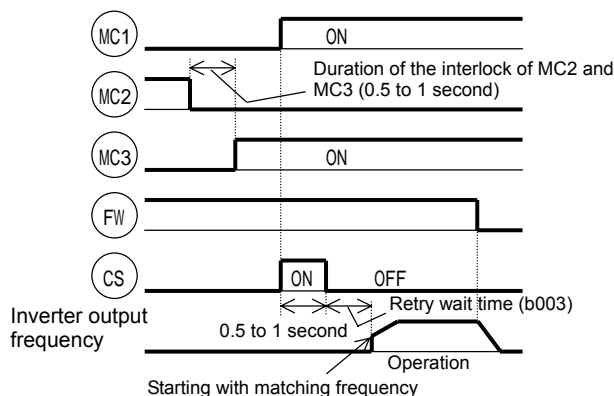 MC1
ON
Duration of the interlock of MC2 and
MC3 (0.5 to 1 second)
MC2
MC3
ON
FW
CS
ON
OFF
Retry wait time (b003)
Inverter output
frequency
0.5 to 1 second
Operation
Starting with matching frequency